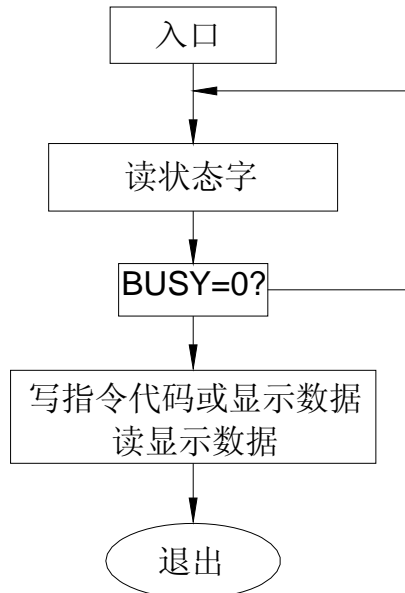 入口
读状态字
BUSY=0?
写指令代码或显示数据
读显示数据
退出